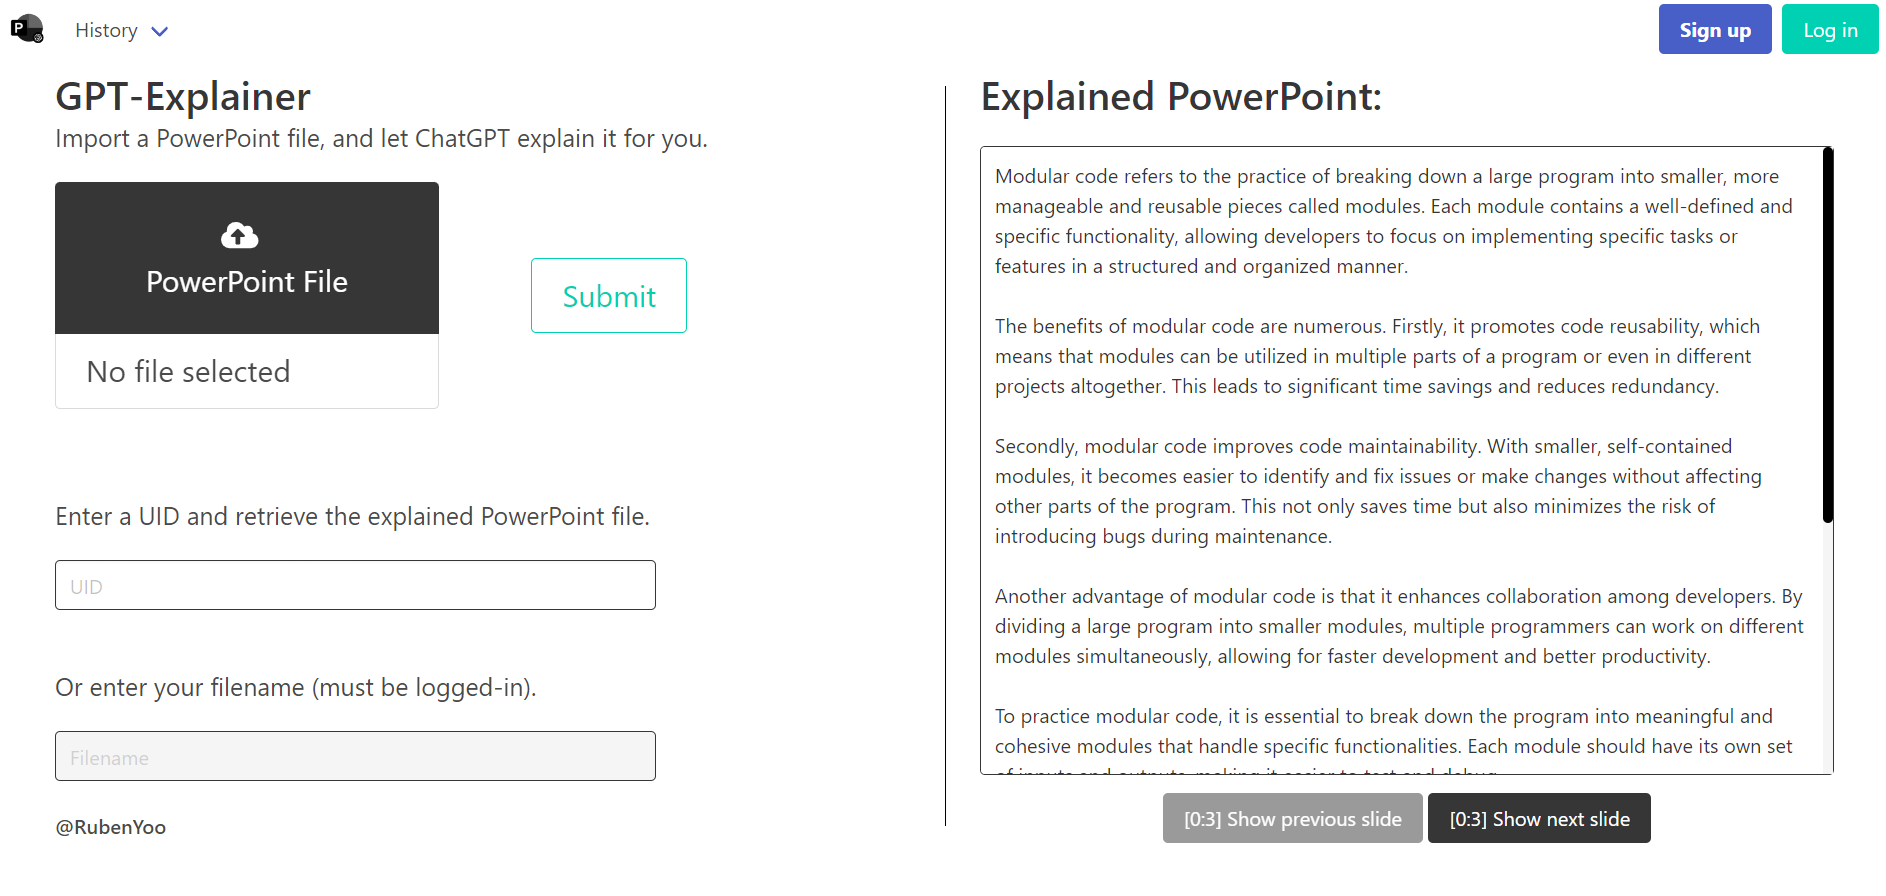 P
History
Sign up
Log in
GPT-Explainer
Import a PowerPoint file, and let ChatGPT explain it for you.
PowerPoint File
No file selected
Submit
Enter a UID and retrieve the explained PowerPoint file.
UID
Or enter your filename (must be logged-in).
Filename
@RubenYoo
Explained PowerPoint:
Modular code refers to the practice of breaking down a large program into smaller, more
manageable and reusable pieces called modules. Each module contains a well-defined and
specific functionality, allowing developers to focus on implementing specific tasks or
features in a structured and organized manner.
The benefits of modular code are numerous. Firstly, it promotes code reusability, which
means that modules can be utilized in multiple parts of a program or even in different
projects altogether. This leads to significant time savings and reduces redundancy.
Secondly, modular code improves code maintainability. With smaller, self-contained
modules, it becomes easier to identify and fix issues or make changes without affecting
other parts of the program. This not only saves time but also minimizes the risk of
introducing bugs during maintenance.
Another advantage of modular code is that it enhances collaboration among developers. By
dividing a large program into smaller modules, multiple programmers can work on different
modules simultaneously, allowing for faster development and better productivity.
To practice modular code, it is essential to break down the program into meaningful and
cohesive modules that handle specific functionalities. Each module should have its own set
of inputs and outputs, making it easier to test and debug.
[0:3] Show previous slide
[0:3] Show next slide